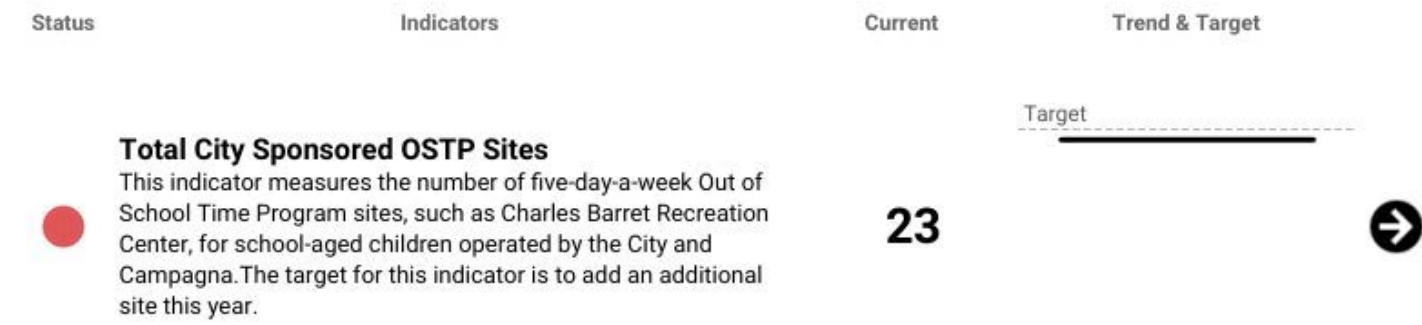 Status Indicators Current Trend & Target
Target
Total City Sponsored OSTP Sites
This indicator measures the number of five-day-a-week Out of
School Time Program sites, such as Charles Barret Recreation
Center, for school-aged children operated by the City and
Campagna.The target for this indicator is to add an additional
site this year.
23